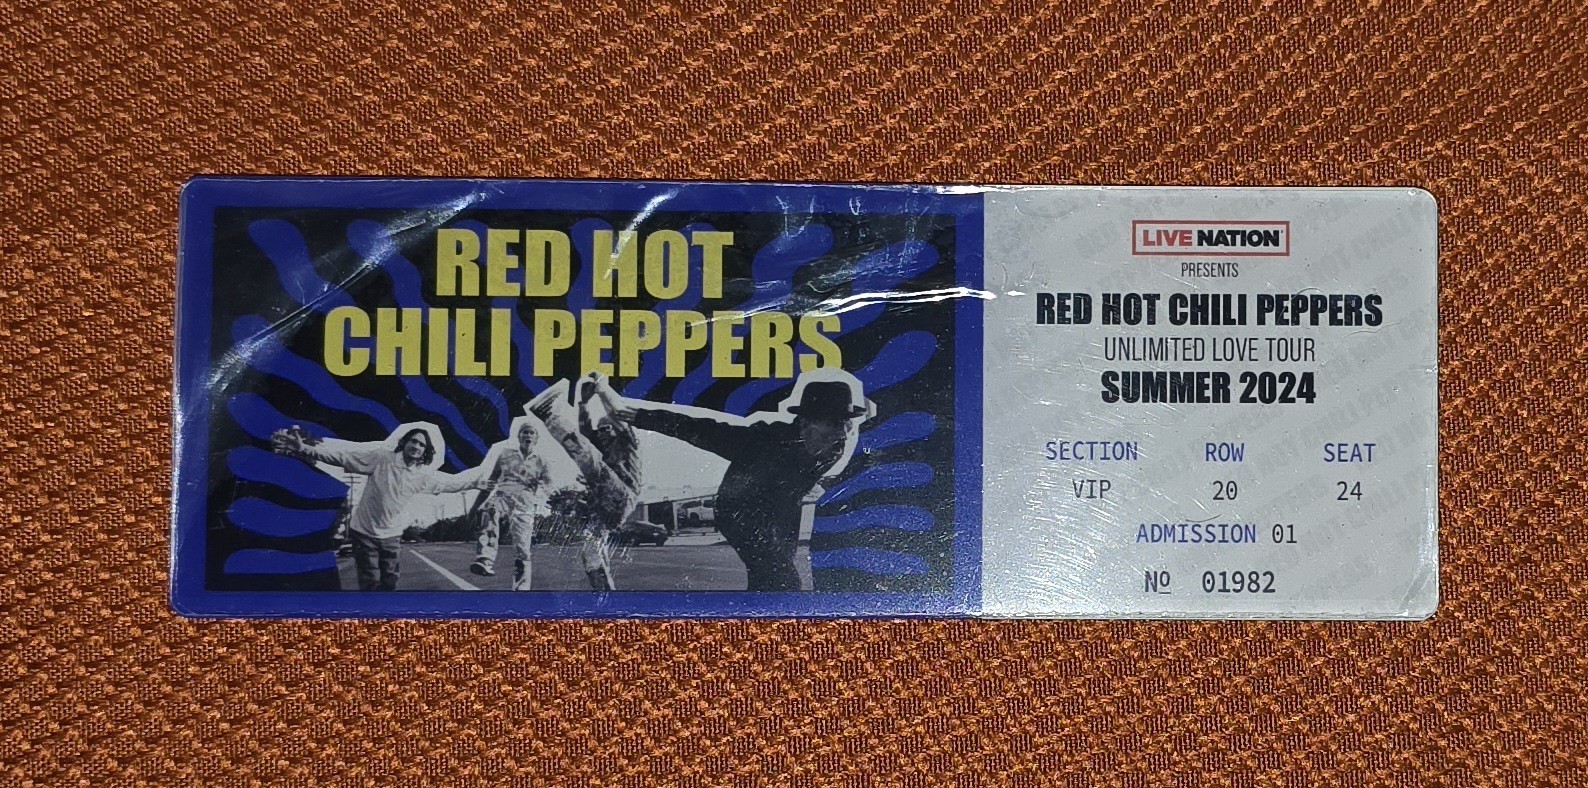 RED HOT
CHILI PEPPERS
LIVE NATION
PRESENTS
RED HOT CHILI PEPPERS
UNLIMITED LOVE TOUR
SUMMER 2024
SECTION ROW SEAT
VIP 20 24
ADMISSION 01
Nº 01982